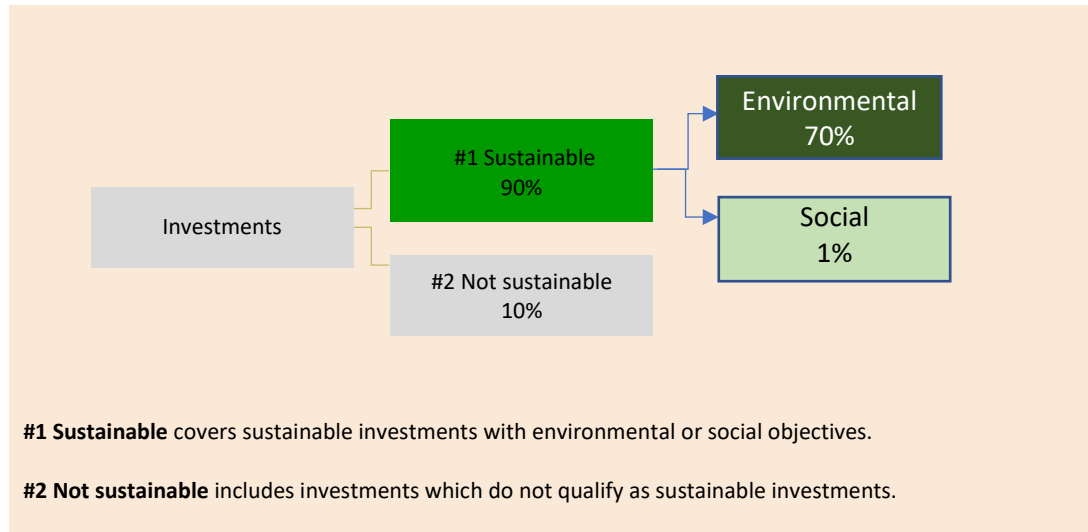 Environmental
70%
#1 Sustainable
90%
Investments
Social
1%
#2 Not sustainable
10%
#1 Sustainable covers sustainable investments with environmental or social objectives.
#2 Not sustainable includes investments which do not qualify as sustainable investments.